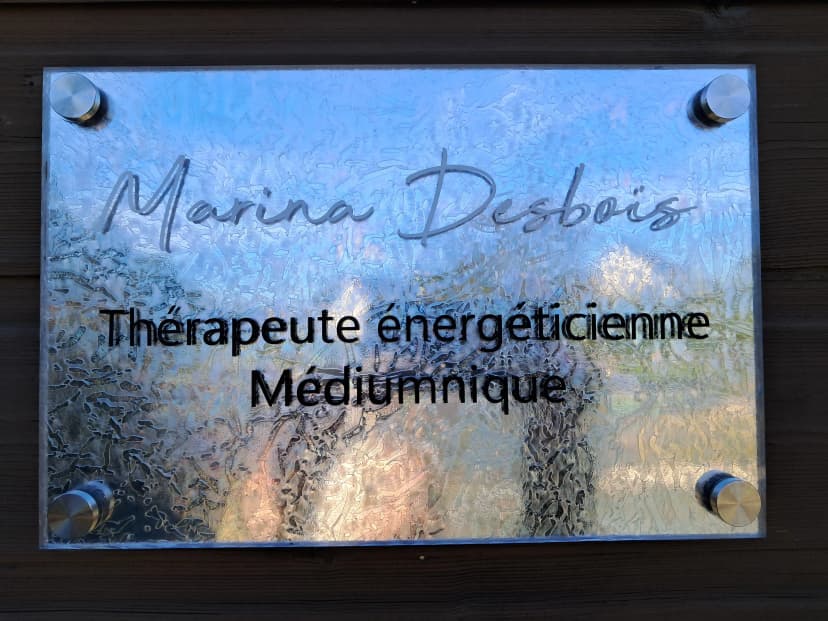 Marina Desbois
Thérapeute énergéticienne
Médiumnique